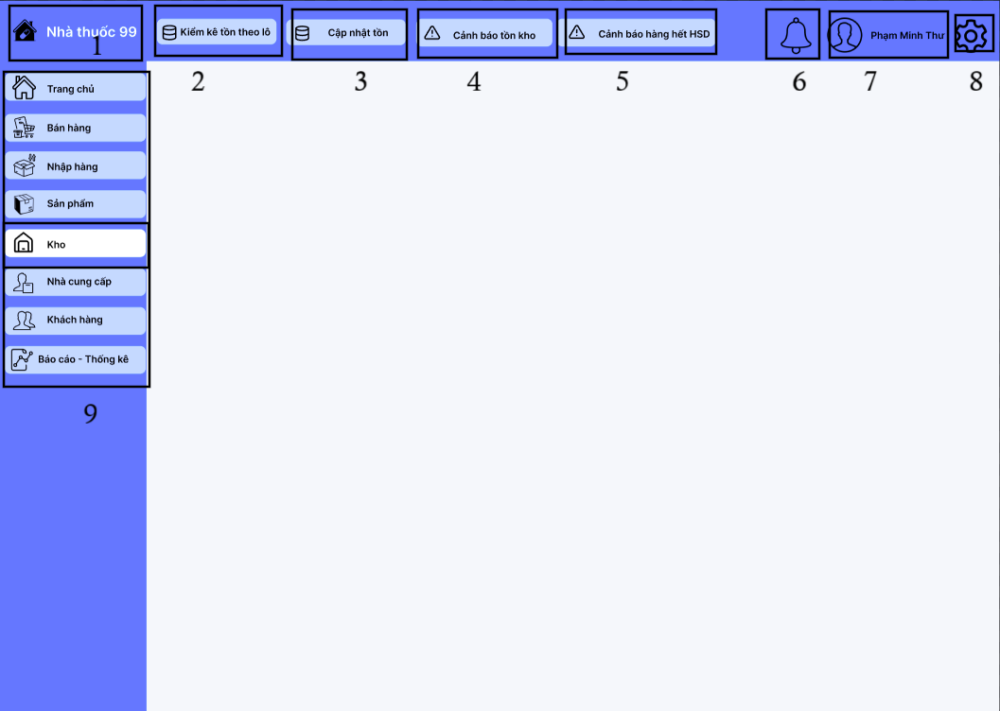 Nhà thuốc 99
1
Kiểm kê tồn theo lô
Cập nhật tồn
Cánh báo tồn kho
Cảnh báo hàng hết HSD
Phạm Minh Thư
2
3
4
5
6
7
8
Trang chủ
Bán hàng
Nhập hàng
Sản phẩm
Kho
Nhà cung cấp
Khách hàng
Báo cáo - Thống kê
9